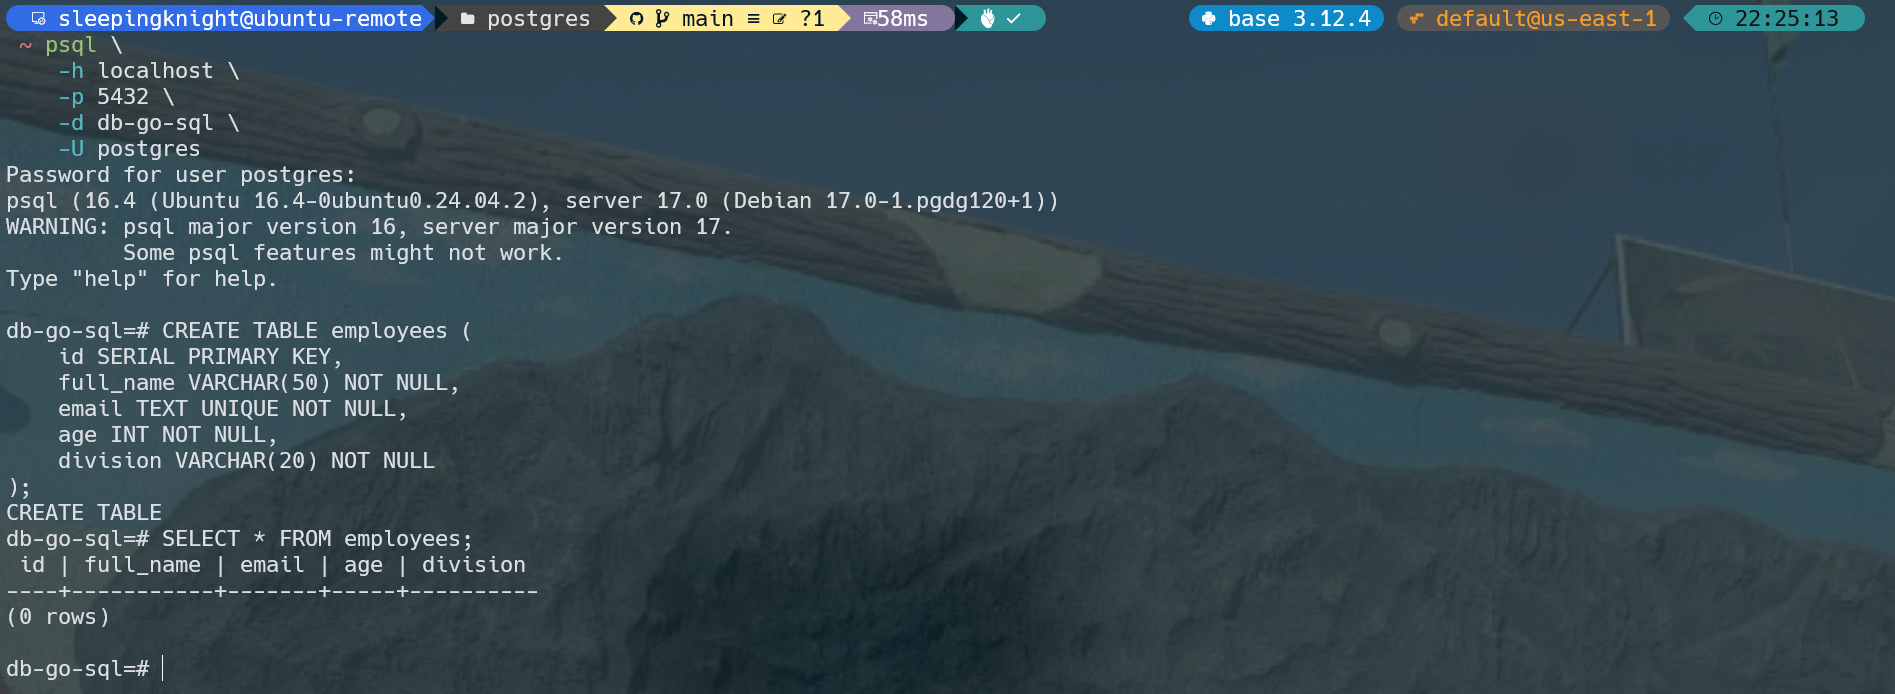 sleepingknight@ubuntu-remote postgres main ≡ ?1 58ms ✓ base 3.12.4 default@us-east-1 22:25:13
~ psql \
    -h localhost \
    -p 5432 \
    -d db-go-sql \
    -U postgres
Password for user postgres:
psql (16.4 (Ubuntu 16.4-0ubuntu0.24.04.2), server 17.0 (Debian 17.0-1.pgdg120+1))
WARNING: psql major version 16, server major version 17.
         Some psql features might not work.
Type "help" for help.

db-go-sql=# CREATE TABLE employees (
    id SERIAL PRIMARY KEY,
    full_name VARCHAR(50) NOT NULL,
    email TEXT UNIQUE NOT NULL,
    age INT NOT NULL,
    division VARCHAR(20) NOT NULL
);
CREATE TABLE
db-go-sql=# SELECT * FROM employees;
 id | full_name | email | age | division
----+-----------+-------+-----+----------
(0 rows)

db-go-sql=#